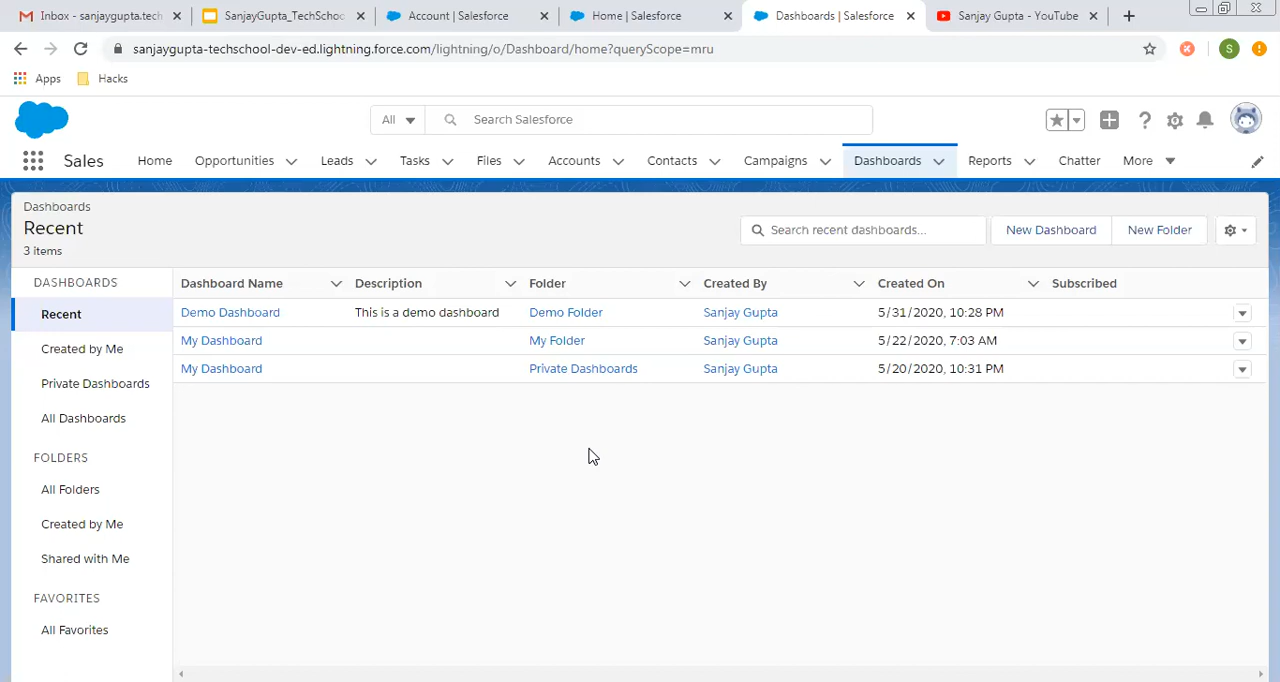 Inbox - sanjaygupta.tech
SanjayGupta_TechSchoo
Account | Salesforce
Home | Salesforce
Dashboards | Salesforce
Sanjay Gupta - YouTube
sanjaygupta-techschool-dev-ed.lightning.force.com/lightning/o/Dashboard/home?queryScope=mru
S
Apps
Hacks
All
Search Salesforce
Sales
Home
Opportunities
Leads
Tasks
Files
Accounts
Contacts
Campaigns
Dashboards
Reports
Chatter
More
Dashboards
Recent
3 items
Search recent dashboards...
New Dashboard
New Folder
DASHBOARDS
Recent
Created by Me
Private Dashboards
All Dashboards
FOLDERS
All Folders
Created by Me
Shared with Me
FAVORITES
All Favorites
Dashboard Name Description Folder Created By Created On Subscribed
Demo Dashboard This is a demo dashboard Demo Folder Sanjay Gupta 5/31/2020, 10:28 PM
My Dashboard My Folder Sanjay Gupta 5/22/2020, 7:03 AM
My Dashboard Private Dashboards Sanjay Gupta 5/20/2020, 10:31 PM